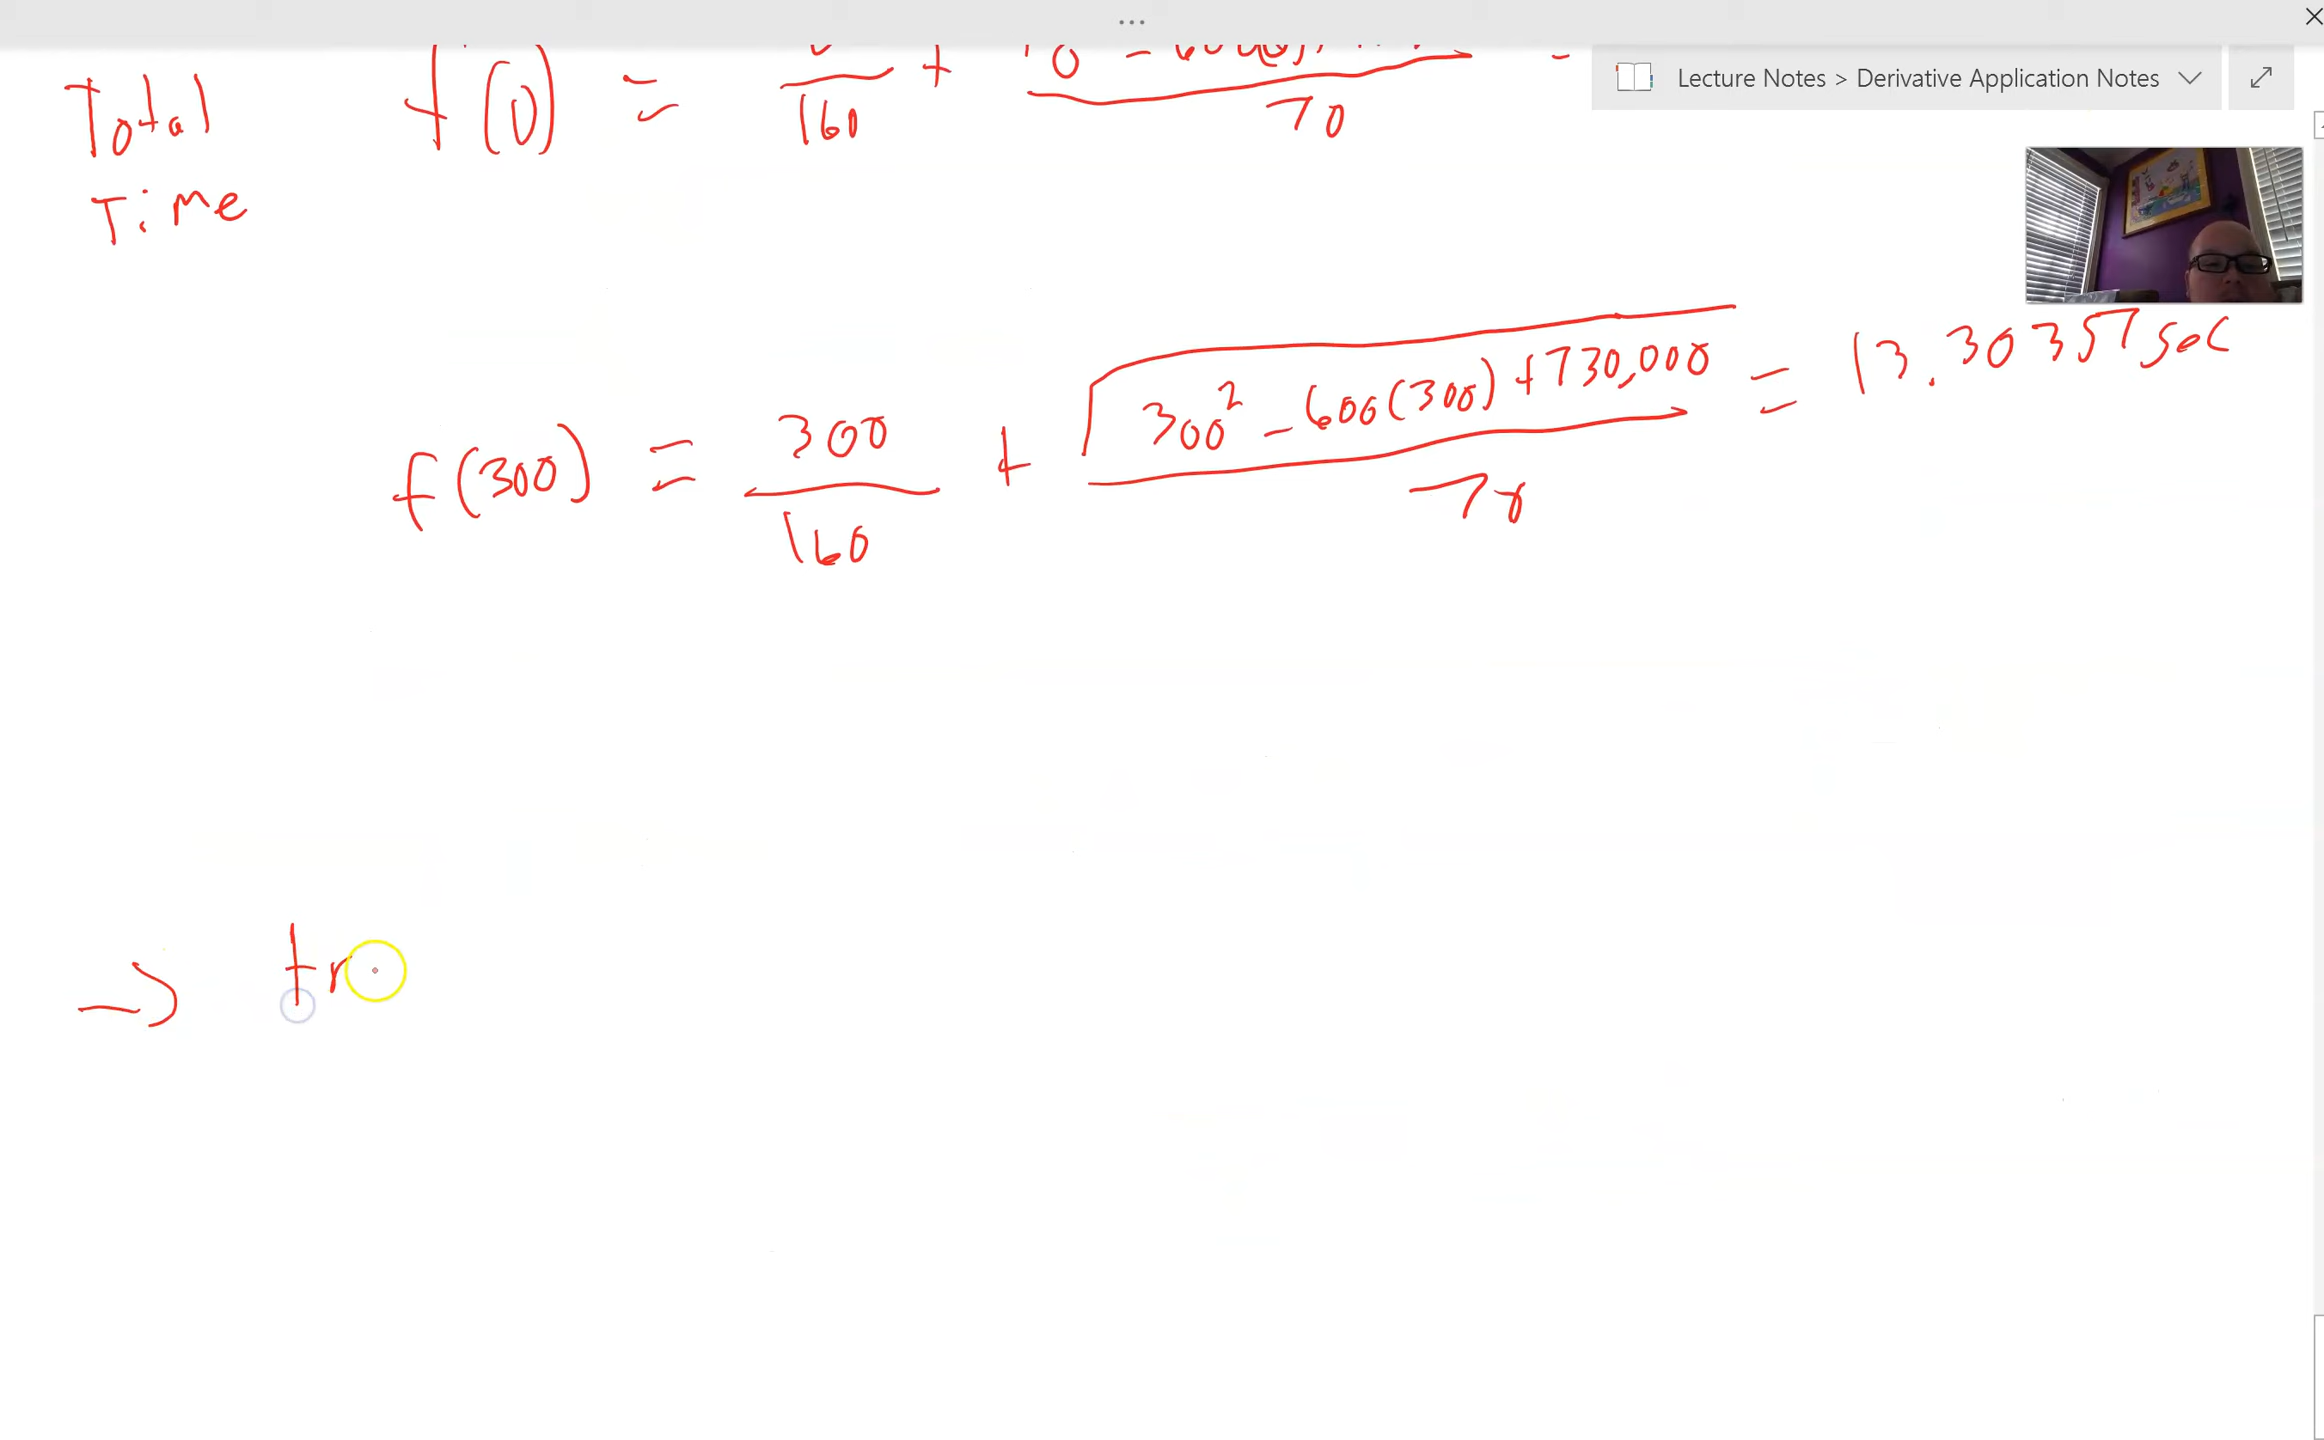 Lecture Notes > Derivative Application Notes
Total f(0) = 160 + 70
Time
f(300) = 300/160 + √(300² - 600(300) + 730,000)/70 = 13.30357 sec
→ tr